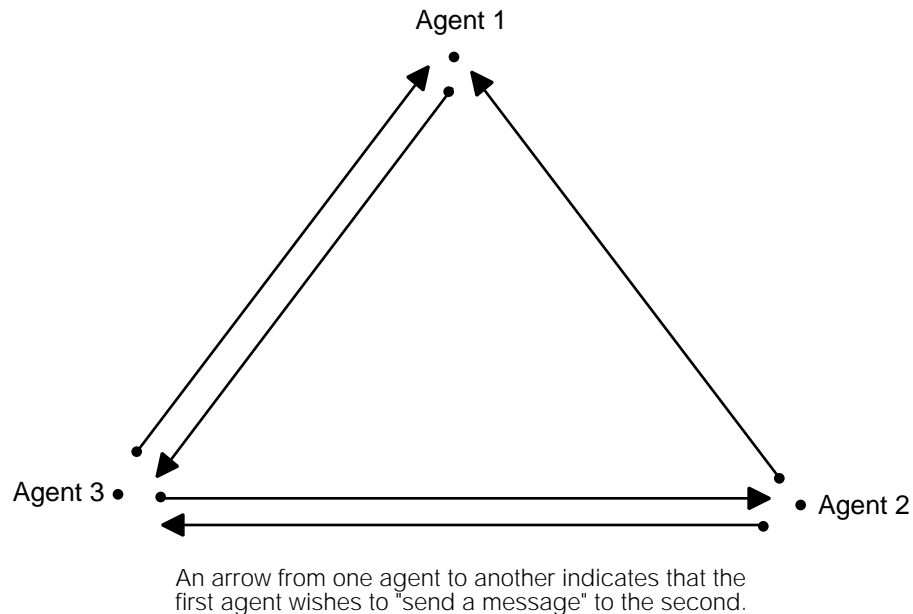 Agent 1
Agent 3
Agent 2
An arrow from one agent to another indicates that the
first agent wishes to "send a message" to the second.